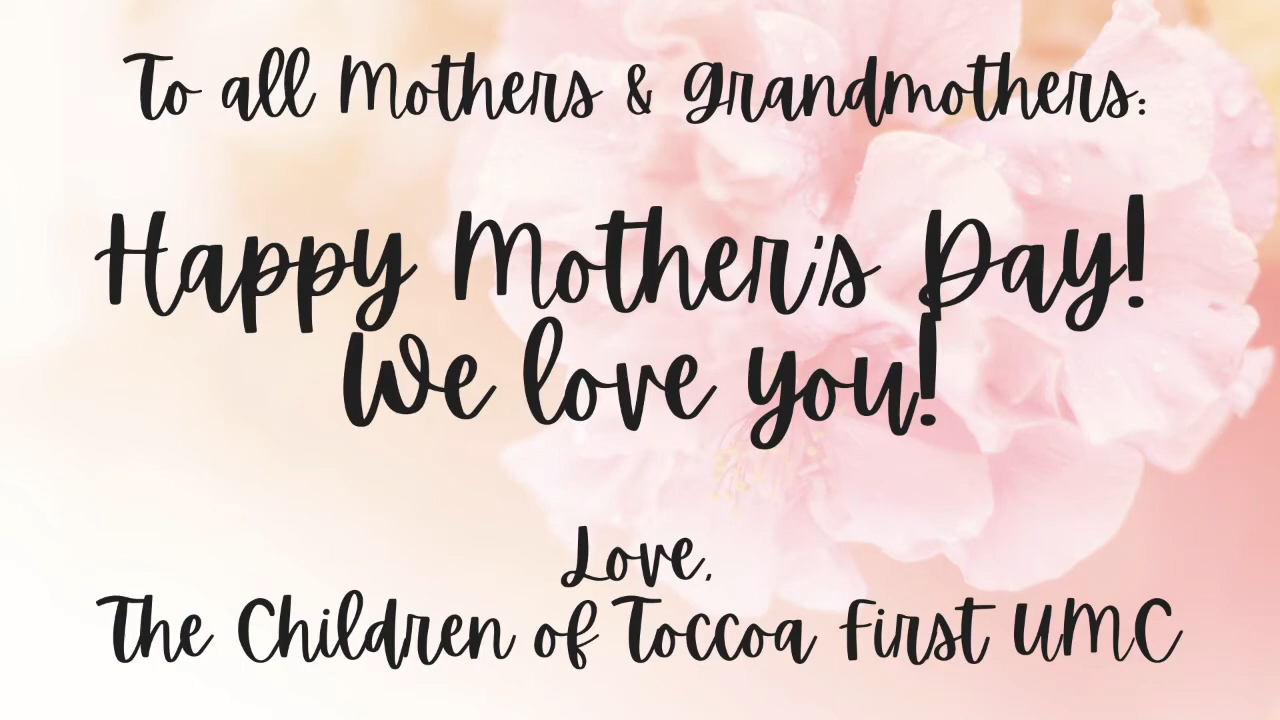 To all Mothers & Grandmothers:
Happy Mother's Day!
We love you!
Love,
The Children of Toccoa First UMC